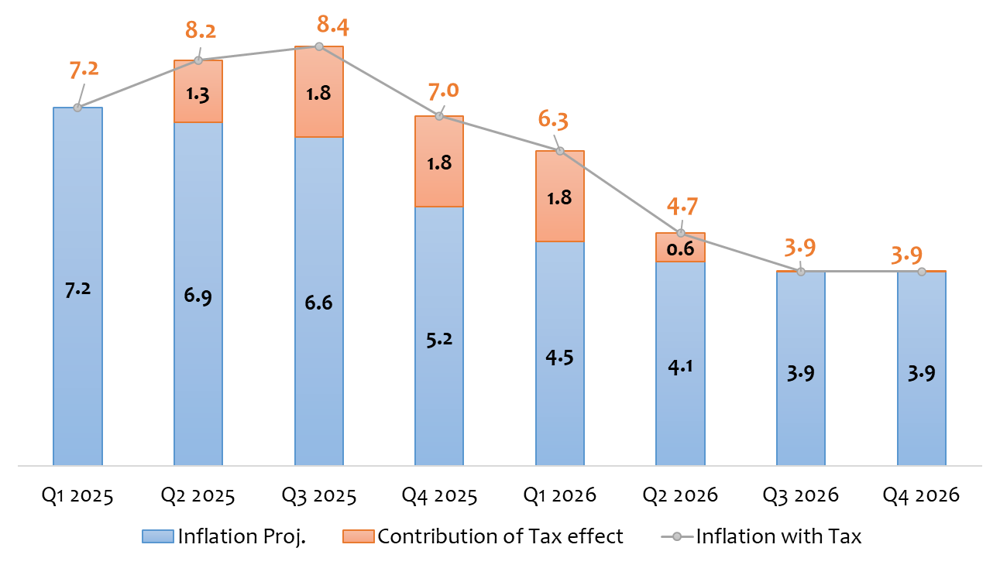 8.4
8.2
7.2
7.0
6.3
4.7
3.9
3.9
1.3
1.8
1.8
1.8
0.6
7.2
6.9
6.6
5.2
4.5
4.1
3.9
3.9
Q1 2025
Q2 2025
Q3 2025
Q4 2025
Q1 2026
Q2 2026
Q3 2026
Q4 2026
Inflation Proj.
Contribution of Tax effect
Inflation with Tax